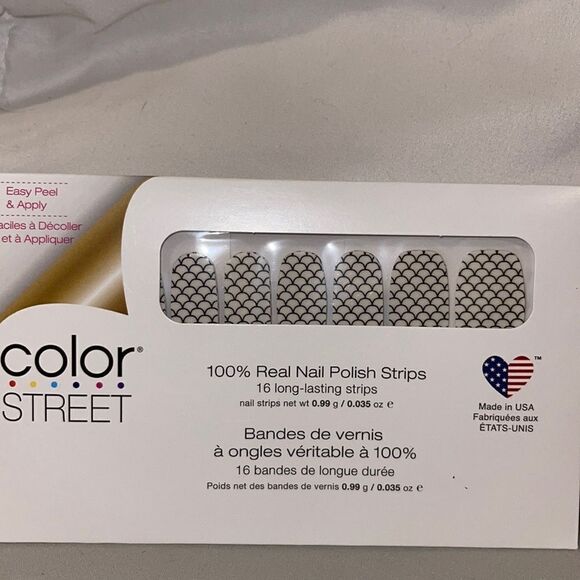 Easy Peel
& Apply
aciles à Décoller
et à Appliquer
color®
STREET
100% Real Nail Polish Strips
16 long-lasting strips
nail strips net wt 0.99 g / 0.035 oz e
Bandes de vernis
à ongles véritable à 100%
16 bandes de longue durée
Poids net des bandes de vernis 0.99 g / 0.035 oz e
TM
Made in USA
Fabriquées aux
ÉTATS-UNIS